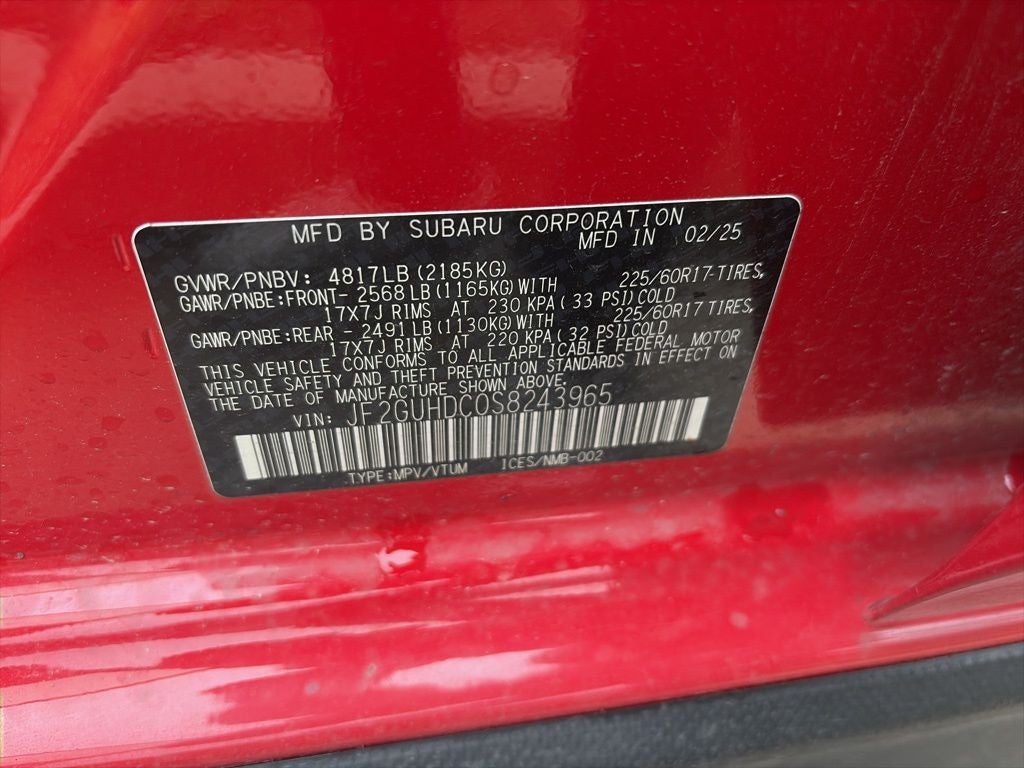 MFD BY SUBARU CORPORATION
MFD IN 02/25
GVWR/PNBV: 4817LB (2185KG)
GAWR/PNBE:FRONT- 2568LB (1165KG)WITH 225/60R17-TIRES,
17X7J RIMS AT 230 KPA( 33 PSI)COLD
GAWR/PNBE:REAR - 2491LB (1130KG)WITH 225/60R17 TIRES,
17X7J RIMS AT 220 KPA( 32 PSI)COLD
THIS VEHICLE CONFORMS TO ALL APPLICABLE FEDERAL MOTOR
VEHICLE SAFETY AND THEFT PREVENTION STANDARDS IN EFFECT ON
THE DATE OF MANUFACTURE SHOWN ABOVE.
VIN: JF2GUHDC0S8243965
TYPE:MPV/VTUM ICES/NMB-002